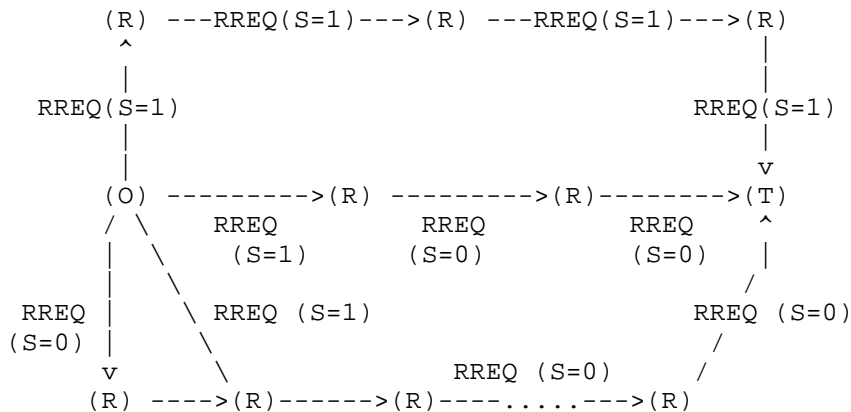 (R) ---RREQ(S=1)--->(R) ---RREQ(S=1)--->(R)
^ |
| |
RREQ(S=1) RREQ(S=1)
| |
| v
(O) --------->(R) --------->(R)-------->(T)
/ \ RREQ RREQ RREQ ^
| \ (S=1) (S=0) (S=0) |
| \ /
RREQ | \ RREQ (S=1) RREQ (S=0)
(S=0) | \ /
v \ RREQ (S=0) /
(R) ---->(R)------>(R)----.....--->(R)